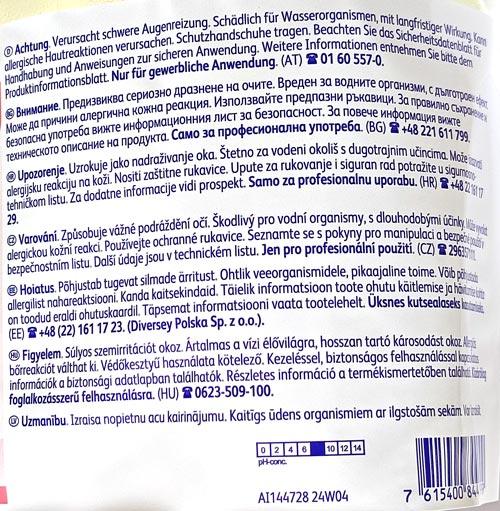 Achtung. Verursacht schwere Augenreizung. Schädlich für Wasserorganismen, mit langfristiger Wirkung. Kann
allergische Hautreaktionen verursachen. Schutzhandschuhe tragen. Beachten Sie das Sicherheitsdatenblatt für
Handhabung und Anweisungen zur sicheren Anwendung. Weitere Informationen entnehmen Sie bitte dem
Produktinformationsblatt. Nur für gewerbliche Anwendung. (AT) ☎ 01 60 557-0.
BG Внимание. Предизвиква сериозно дразнене на очите. Вреден за водните организми, с дълготраен ефект.
Може да причини алергична кожна реакция. Използвайте предпазни ръкавици. За правилно съхранение и
безопасна употреба вижте информационния лист за безопасност. За повече информация вижте
техническото описание на продукта. Само за професионална употреба. (BG) ☎ +48 221 611 799.
HR Upozorenje. Uzrokuje jako nadraživanje oka. Štetno za vodeni okoliš s dugotrajnim učincima. Može
alergijsku reakciju na koži. Nositi zaštitne rukavice. Upute za rukovanje i siguran rad potražite u sigurnosno-
tehničkom listu. Za dodatne informacije vidi prospekt. Samo za profesionalnu uporabu. (HR) ☎ +48 22 161 17
29.
CZ Varování. Způsobuje vážné podráždění očí. Škodlivý pro vodní organismy, s dlouhodobými účinky.
alergickou kožní reakci. Používejte ochranné rukavice. Seznamte se s pokyny pro manipulaci a bezpečné
bezpečnostním listu. Další údaje jsou v technickém listu. Jen pro profesionální použití. (CZ) ☎
EE Hoiatus. Põhjustab tugevat silmade ärritust. Ohtlik veeorganismidele, pikaajaline toime. Võib põhjustada
allergilist nahareaktsiooni. Kanda kaitsekindaid. Täielik informatsioon toote ohutu käitlemise ja
on toodud eraldi ohutuskaardil. Täpsemat informatsiooni vaata tootelehelt. Üksnes kutsealaseks
(EE) ☎ +48 (22) 161 17 23. (Diversey Polska Sp. z o.o.).
HU Figyelem. Súlyos szemirritációt okoz. Ártalmas a vízi élővilágra, hosszan tartó károsodást okoz.
bőrreakciót válthat ki. Védőkesztyű használata kötelező. Kezeléssel, biztonságos felhasználással kapcsolatos
információk a biztonsági adatlapban találhatók. Részletes információ a termékismertetőben található.
foglalkozásszerű felhasználásra. (HU) ☎ 0623-509-100.
Uzmanību. Izraisa nopietnu acu kairinājumu. Kaitīgs ūdens organismiem ar ilgstošām sekām.
0 2 4 6 10 12 14
pH-conc.
AI144728 24W04
7 615400 844